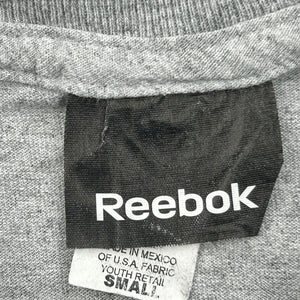 Reebok
MADE IN MEXICO
OF U.S.A. FABRIC
YOUTH RETAIL
SMALL